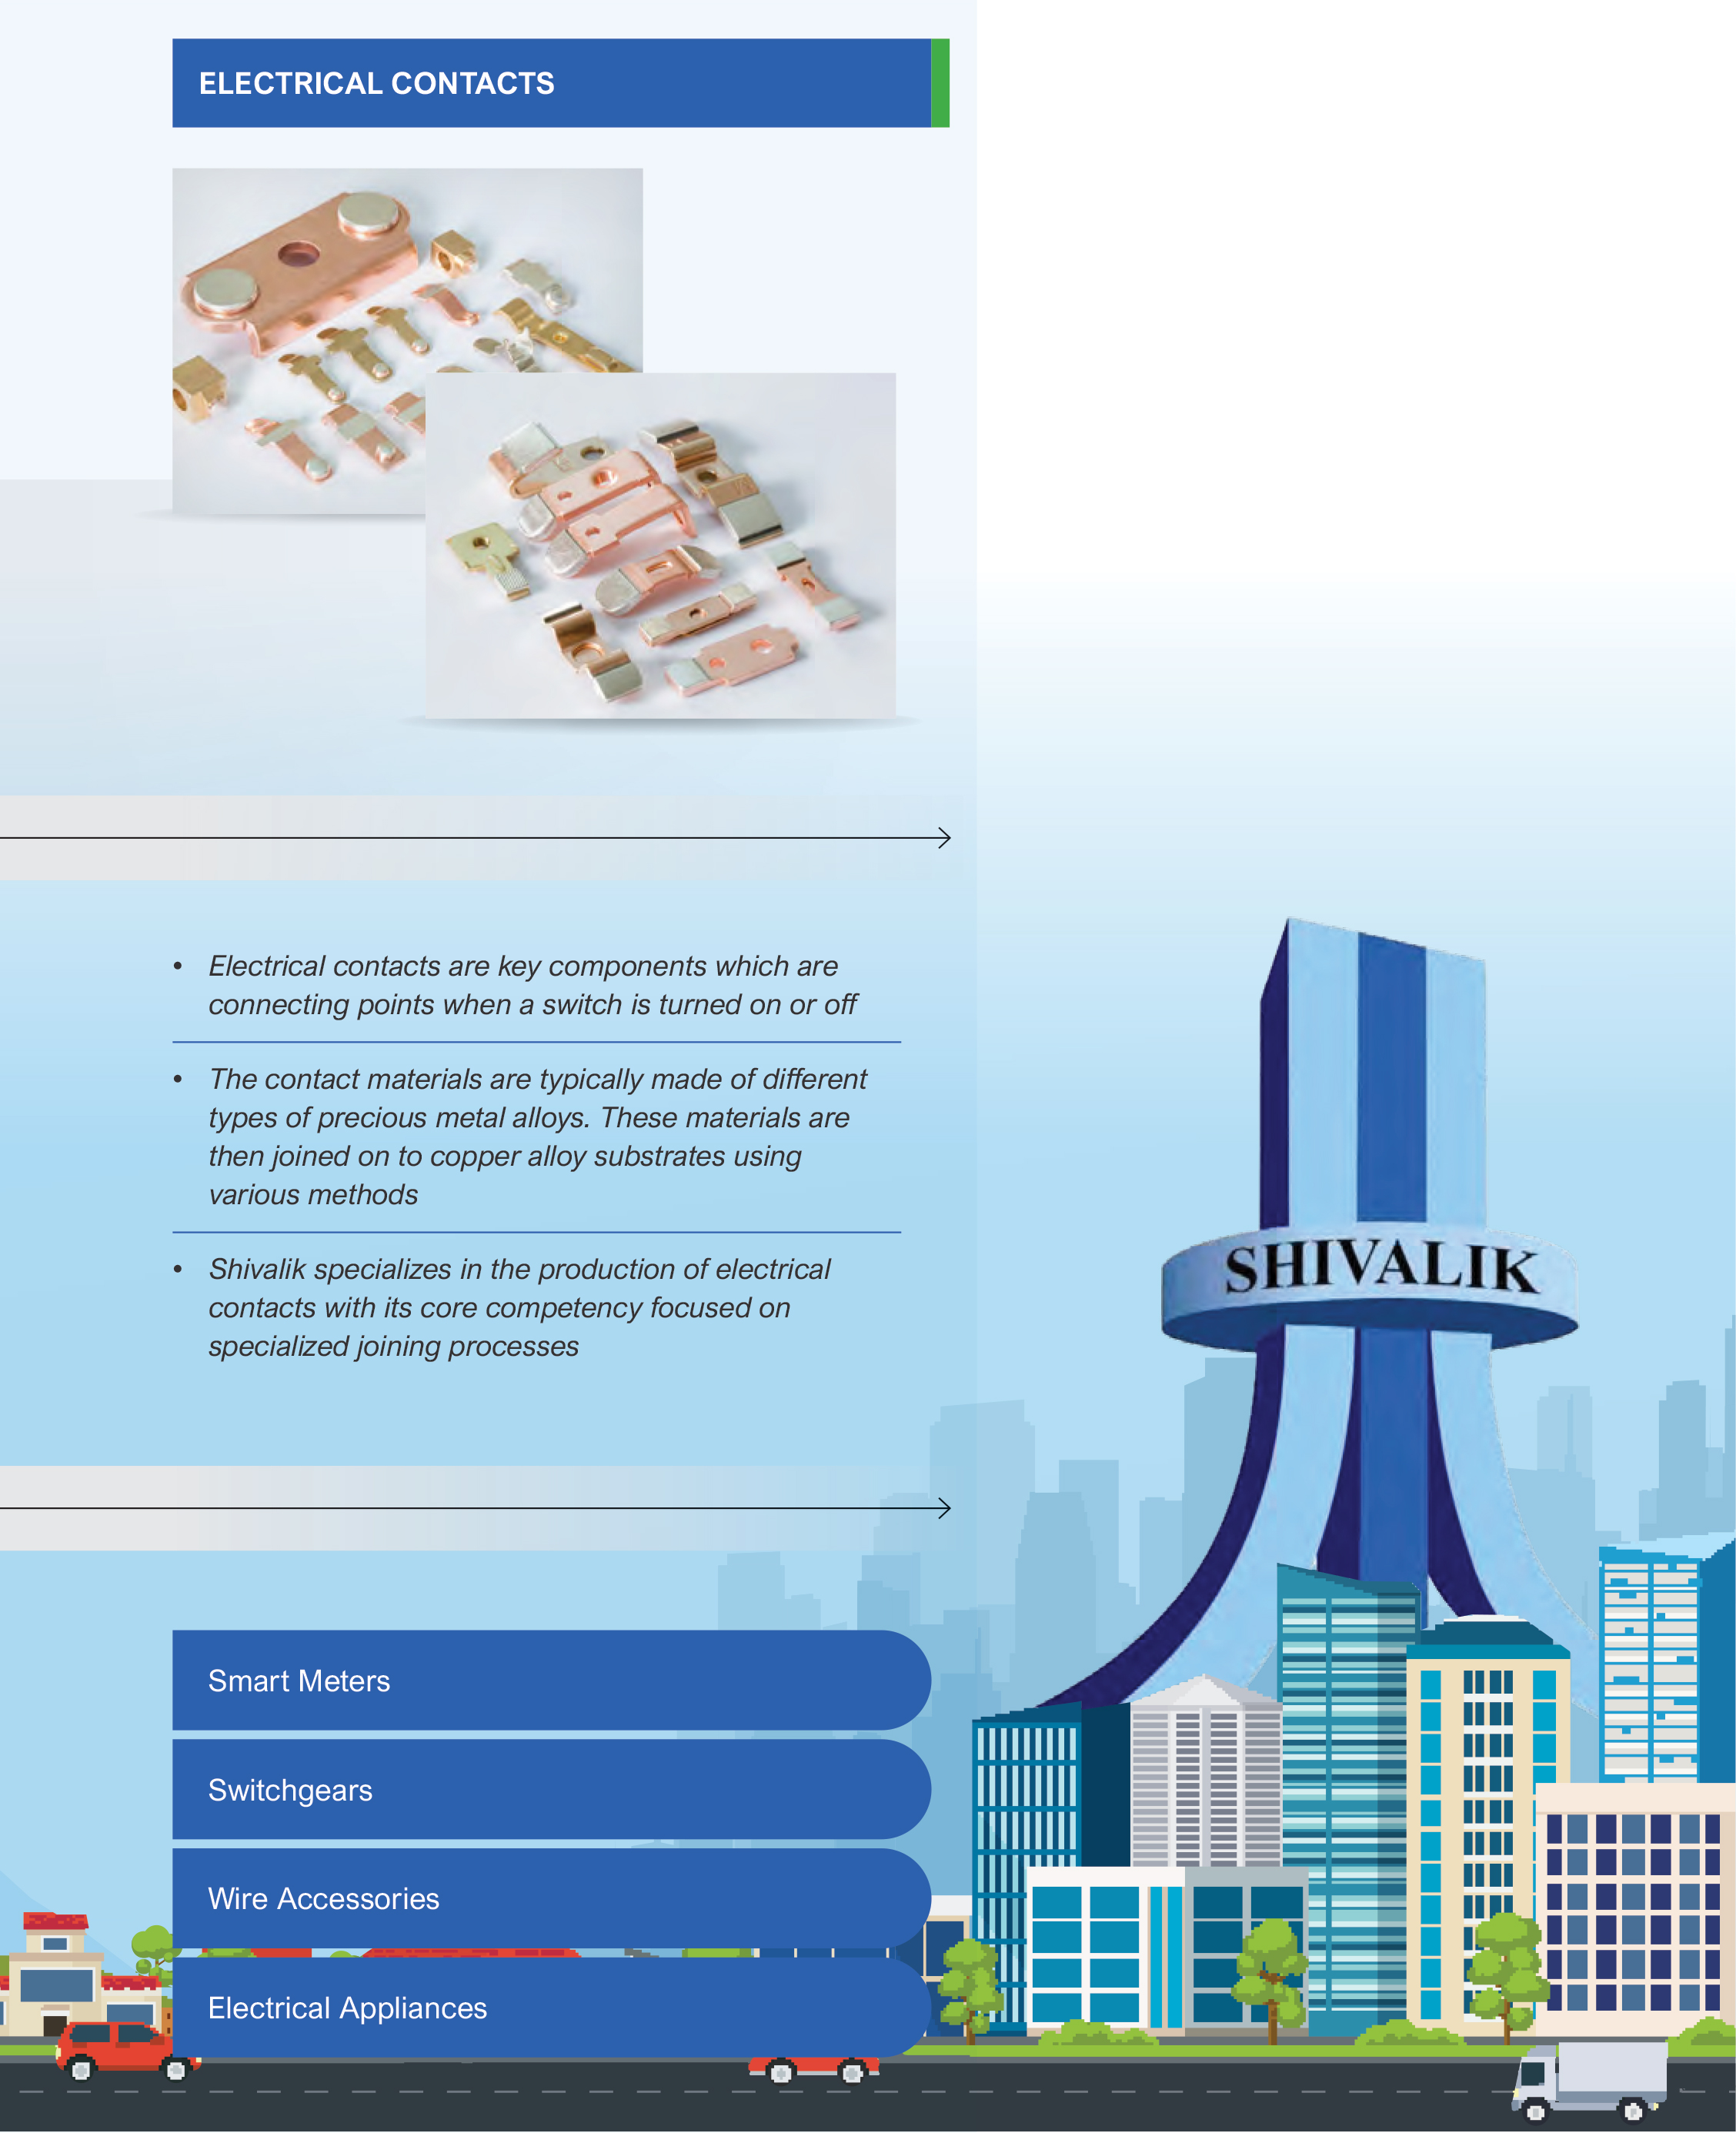 ELECTRICAL CONTACTS
• Electrical contacts are key components which are
connecting points when a switch is turned on or off
• The contact materials are typically made of different
types of precious metal alloys. These materials are
then joined on to copper alloy substrates using
various methods
• Shivalik specializes in the production of electrical
contacts with its core competency focused on
specialized joining processes
SHIVALIK
Smart Meters
Switchgears
Wire Accessories
Electrical Appliances